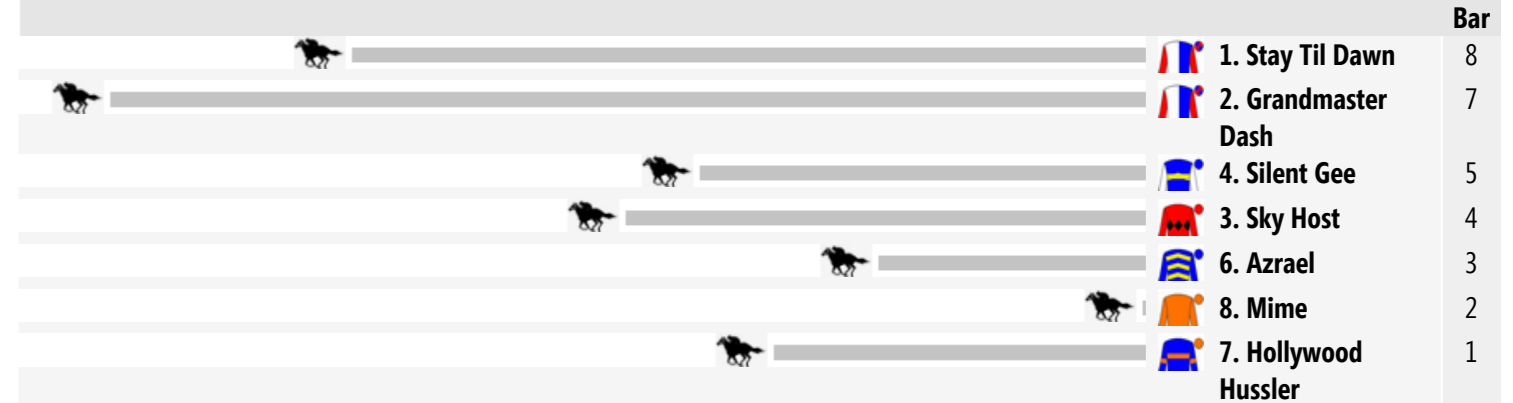 Bar
1. Stay Til Dawn 8
2. Grandmaster 7
Dash
4. Silent Gee 5
3. Sky Host 4
6. Azrael 3
8. Mime 2
7. Hollywood 1
Hussler